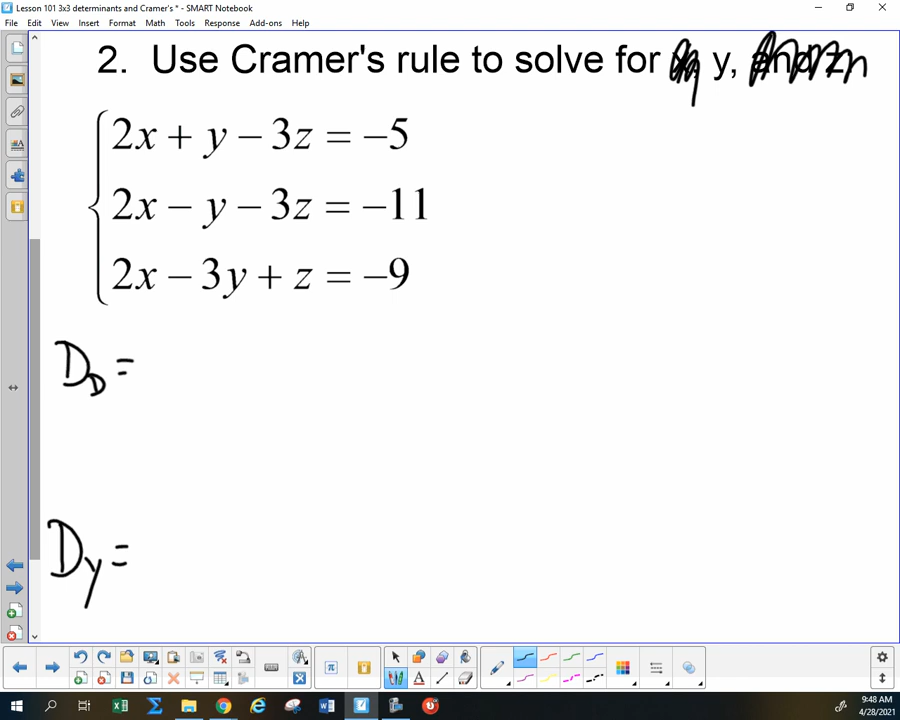 Lesson 101 3x3 determinants and Cramer's * - SMART Notebook
File Edit View Insert Format Math Tools Response Add-ons Help
2. Use Cramer's rule to solve for y,
2x + y − 3z = −5
2x − y − 3z = −11
2x − 3y + z = −9
D_D =
D_y =
9:48 AM
4/28/2021